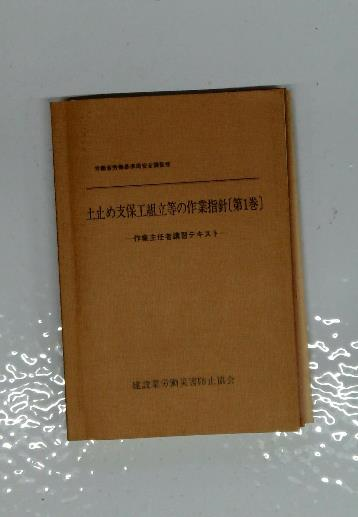 労働省労働基準局安全課監修
土止め支保工組立等の作業指針〔第1巻〕
―作業主任者講習テキスト―
建設業労働災害防止協会